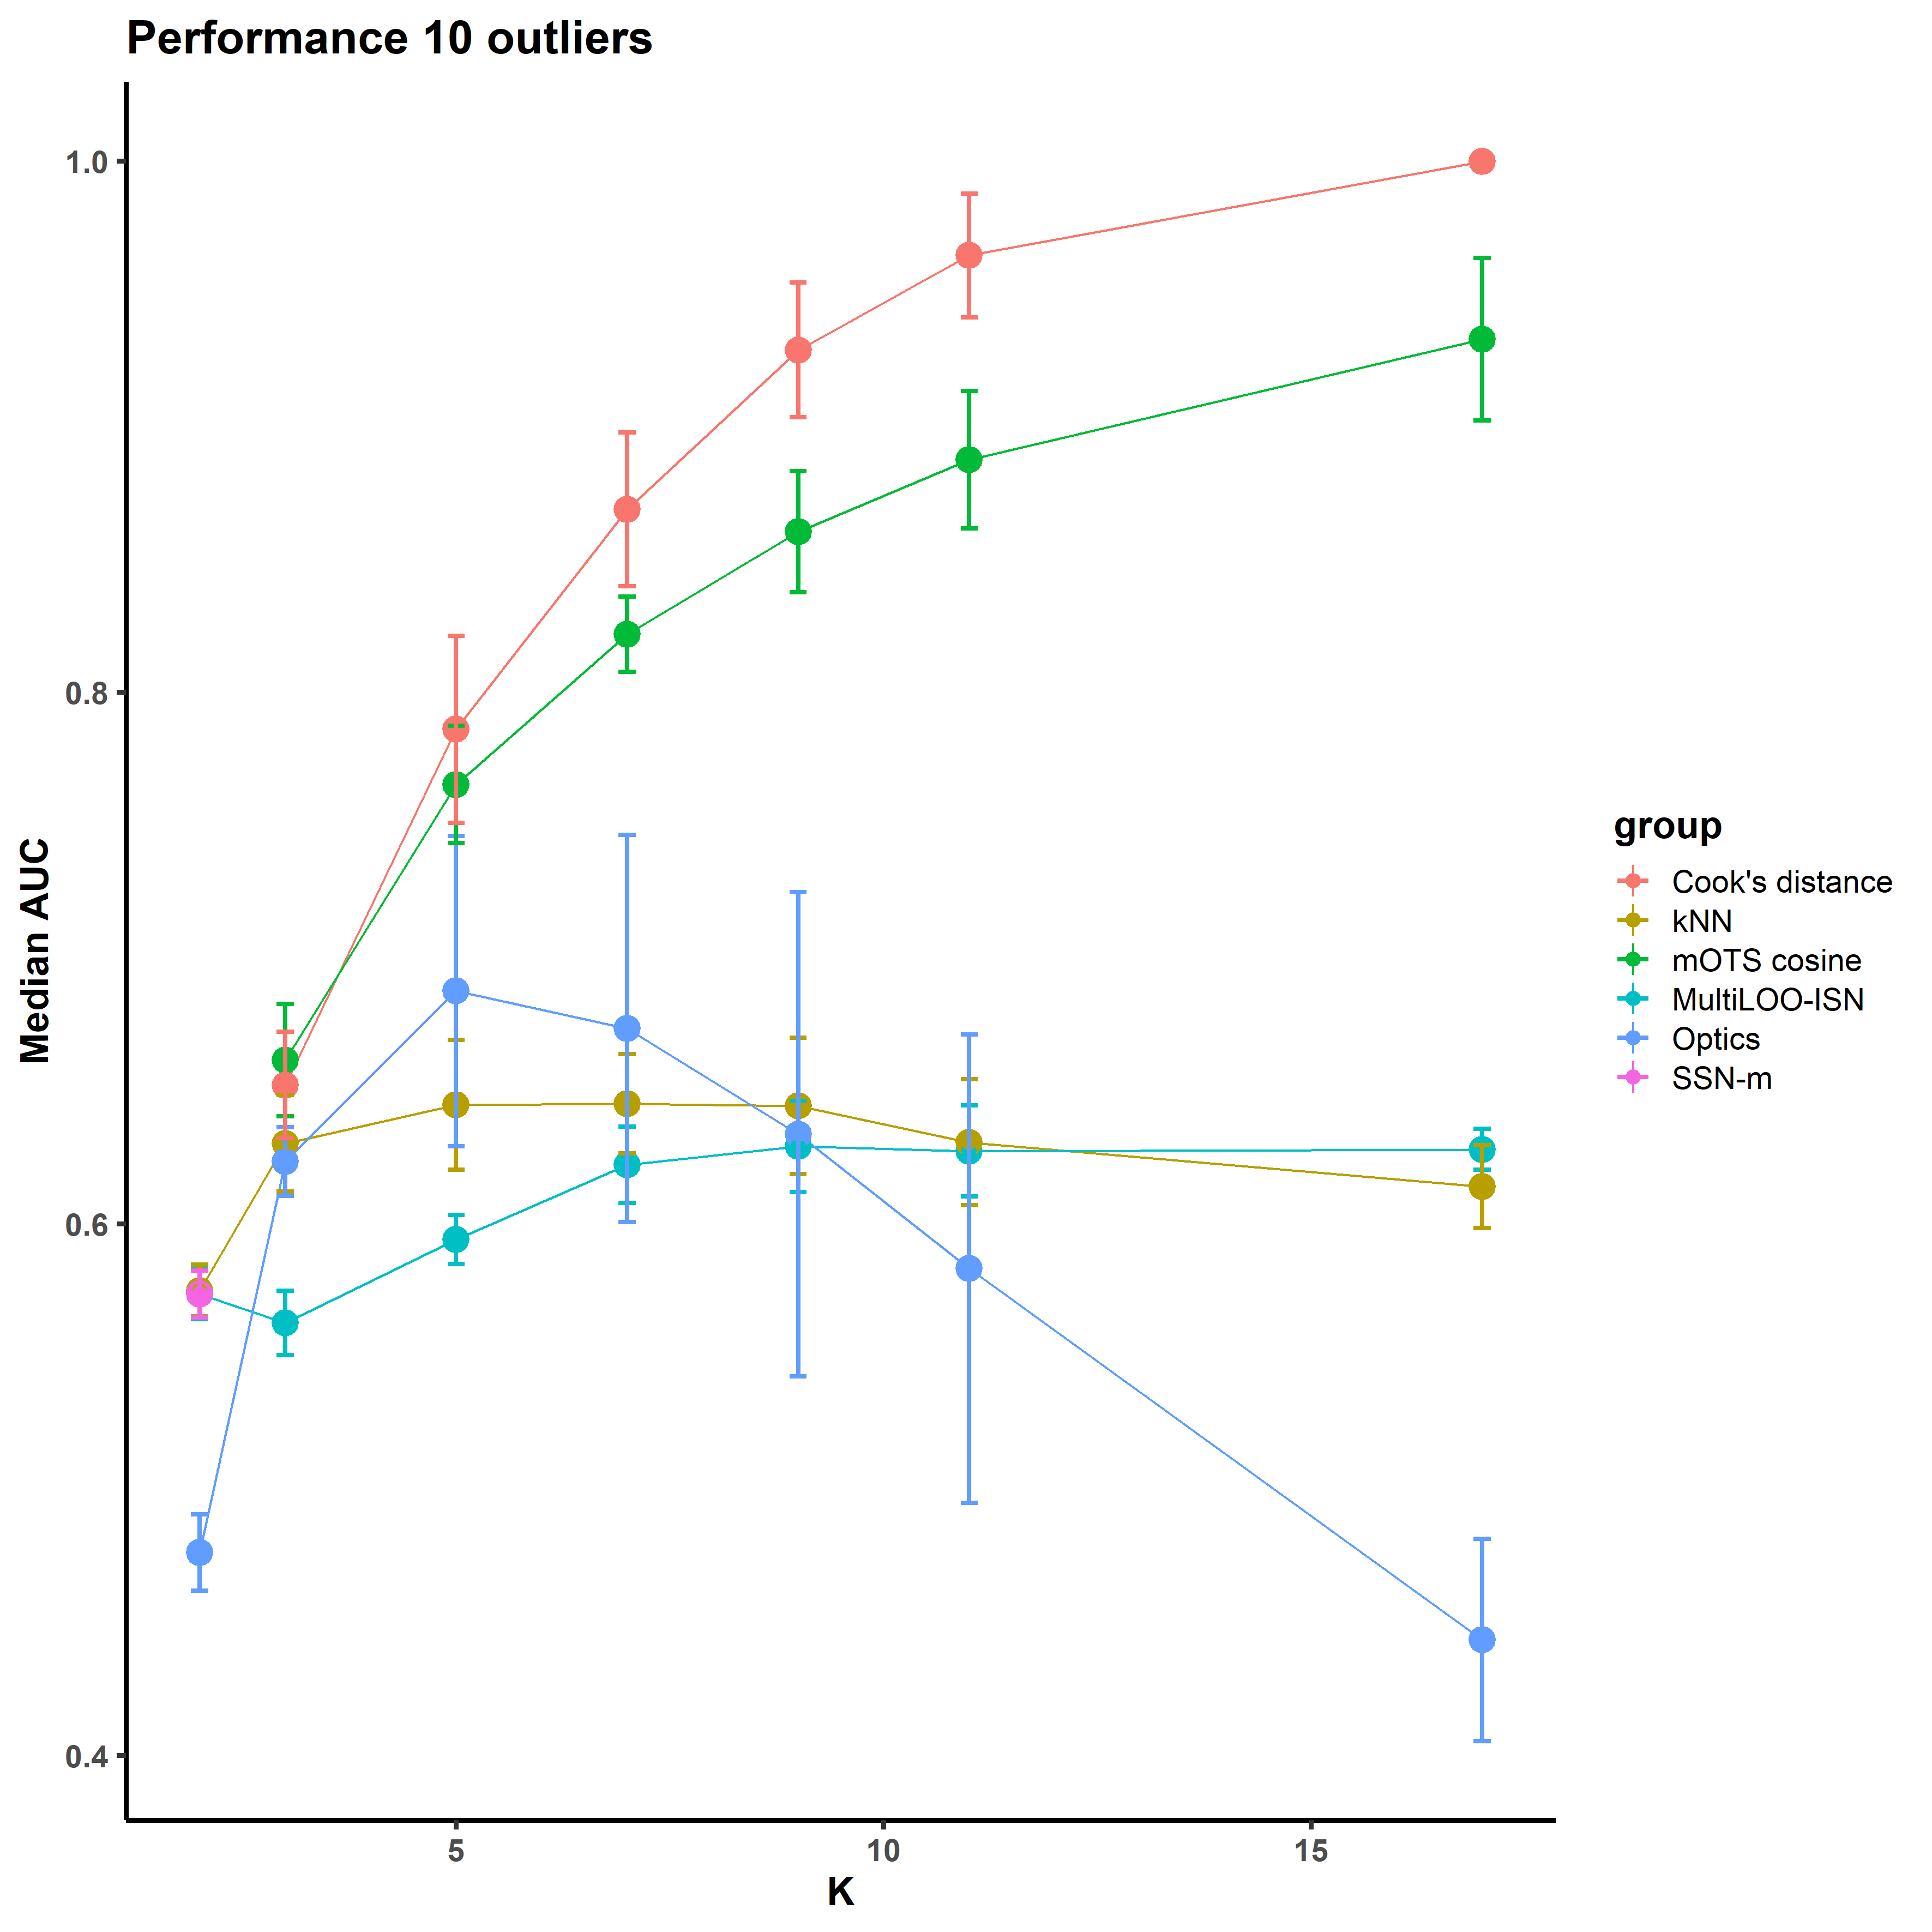 Performance 10 outliers
1.0
0.8
0.6
0.4
Median AUC
5
10
15
K
group
Cook's distance
kNN
mOTS cosine
MultiLOO-ISN
Optics
SSN-m